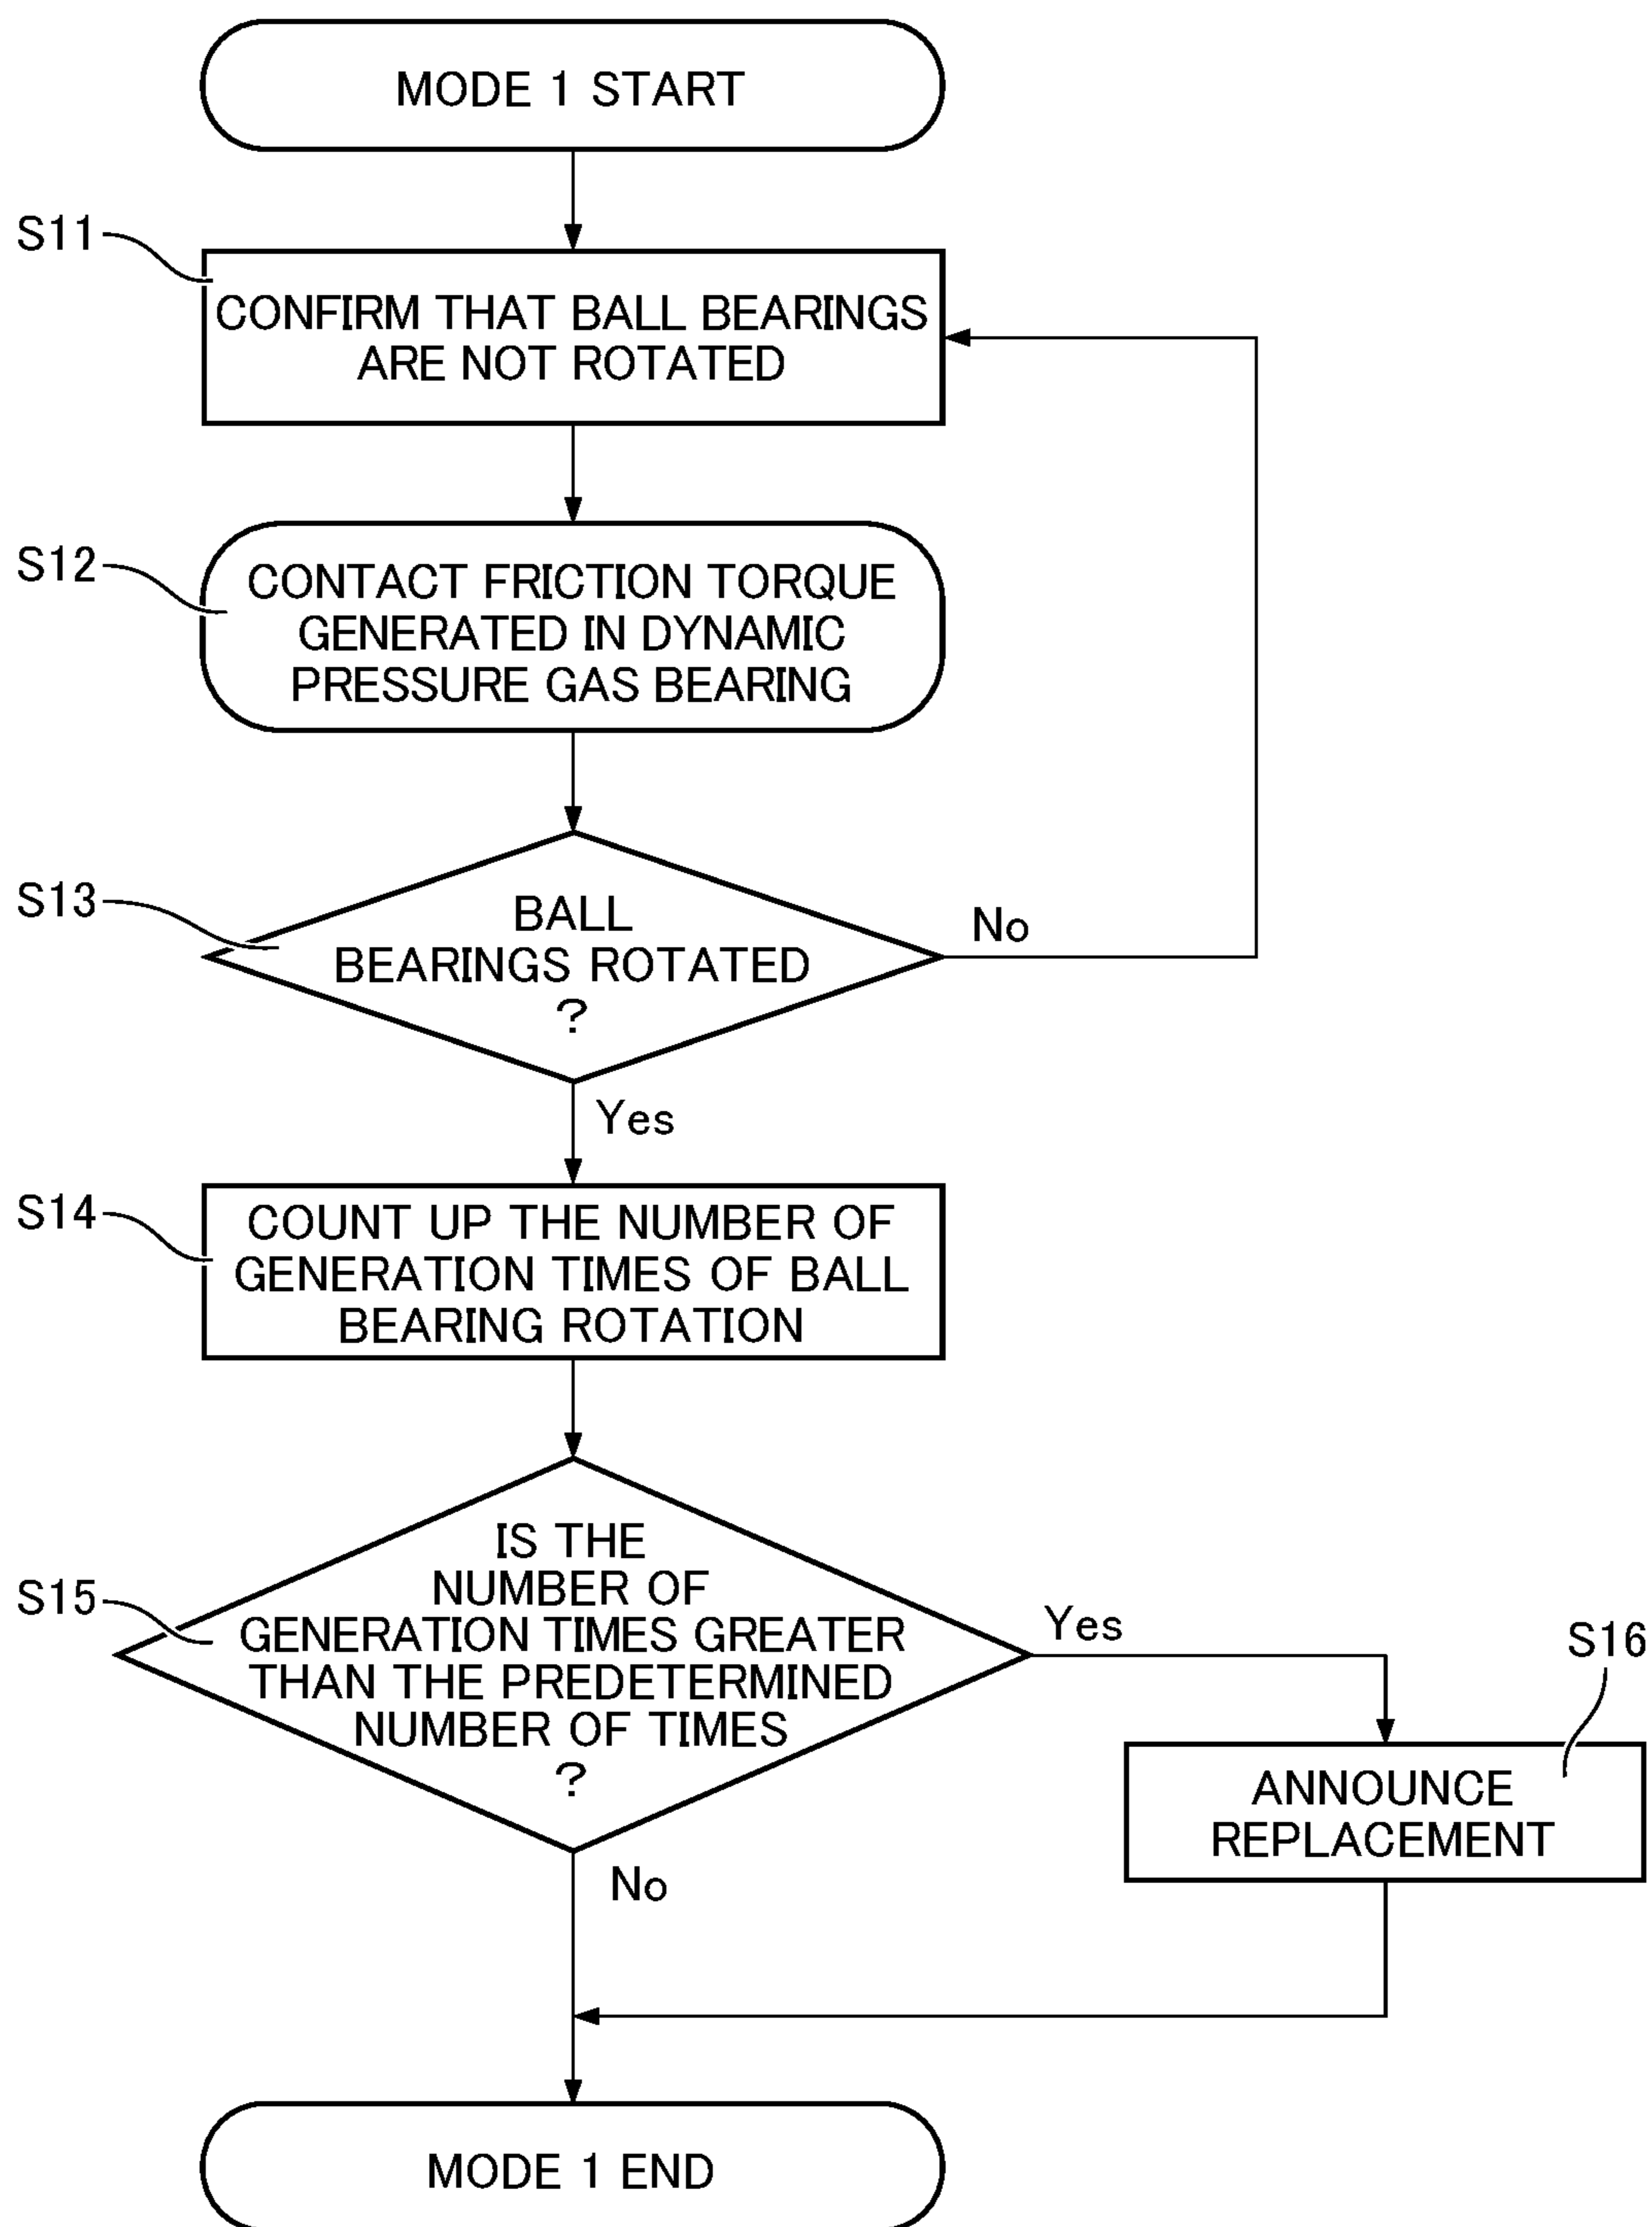 MODE 1 START
S11
CONFIRM THAT BALL BEARINGS
ARE NOT ROTATED
S12
CONTACT FRICTION TORQUE
GENERATED IN DYNAMIC
PRESSURE GAS BEARING
S13
BALL
BEARINGS ROTATED
?
No
Yes
S14
COUNT UP THE NUMBER OF
GENERATION TIMES OF BALL
BEARING ROTATION
S15
IS THE
NUMBER OF
GENERATION TIMES GREATER
THAN THE PREDETERMINED
NUMBER OF TIMES
?
Yes
S16
ANNOUNCE
REPLACEMENT
No
MODE 1 END